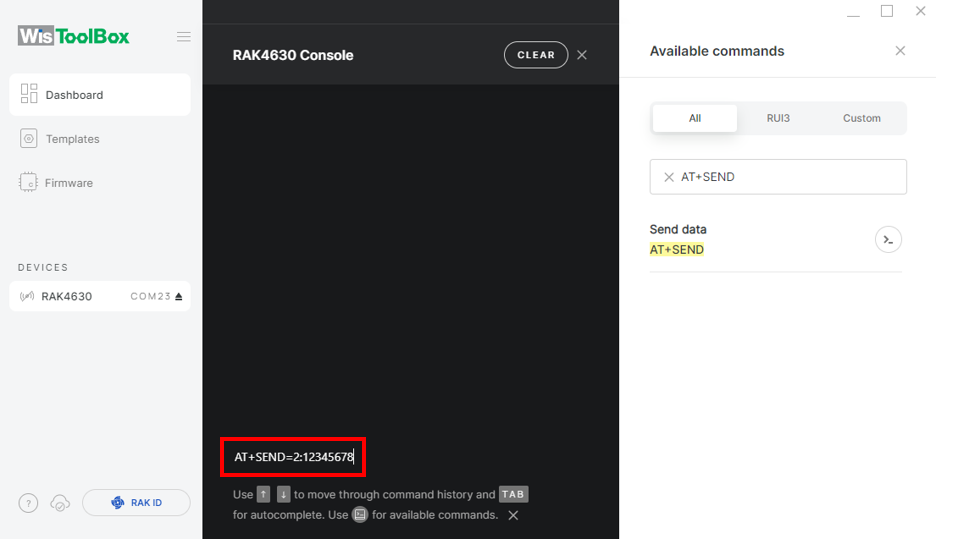 WisToolBox
Dashboard
Templates
Firmware
DEVICES
RAK4630 COM23
RAK ID
RAK4630 Console
CLEAR
AT+SEND=2:12345678
Use ↑ ↓ to move through command history and TAB
for autocomplete. Use for available commands.
Available commands
All RUI3 Custom
AT+SEND
Send data
AT+SEND